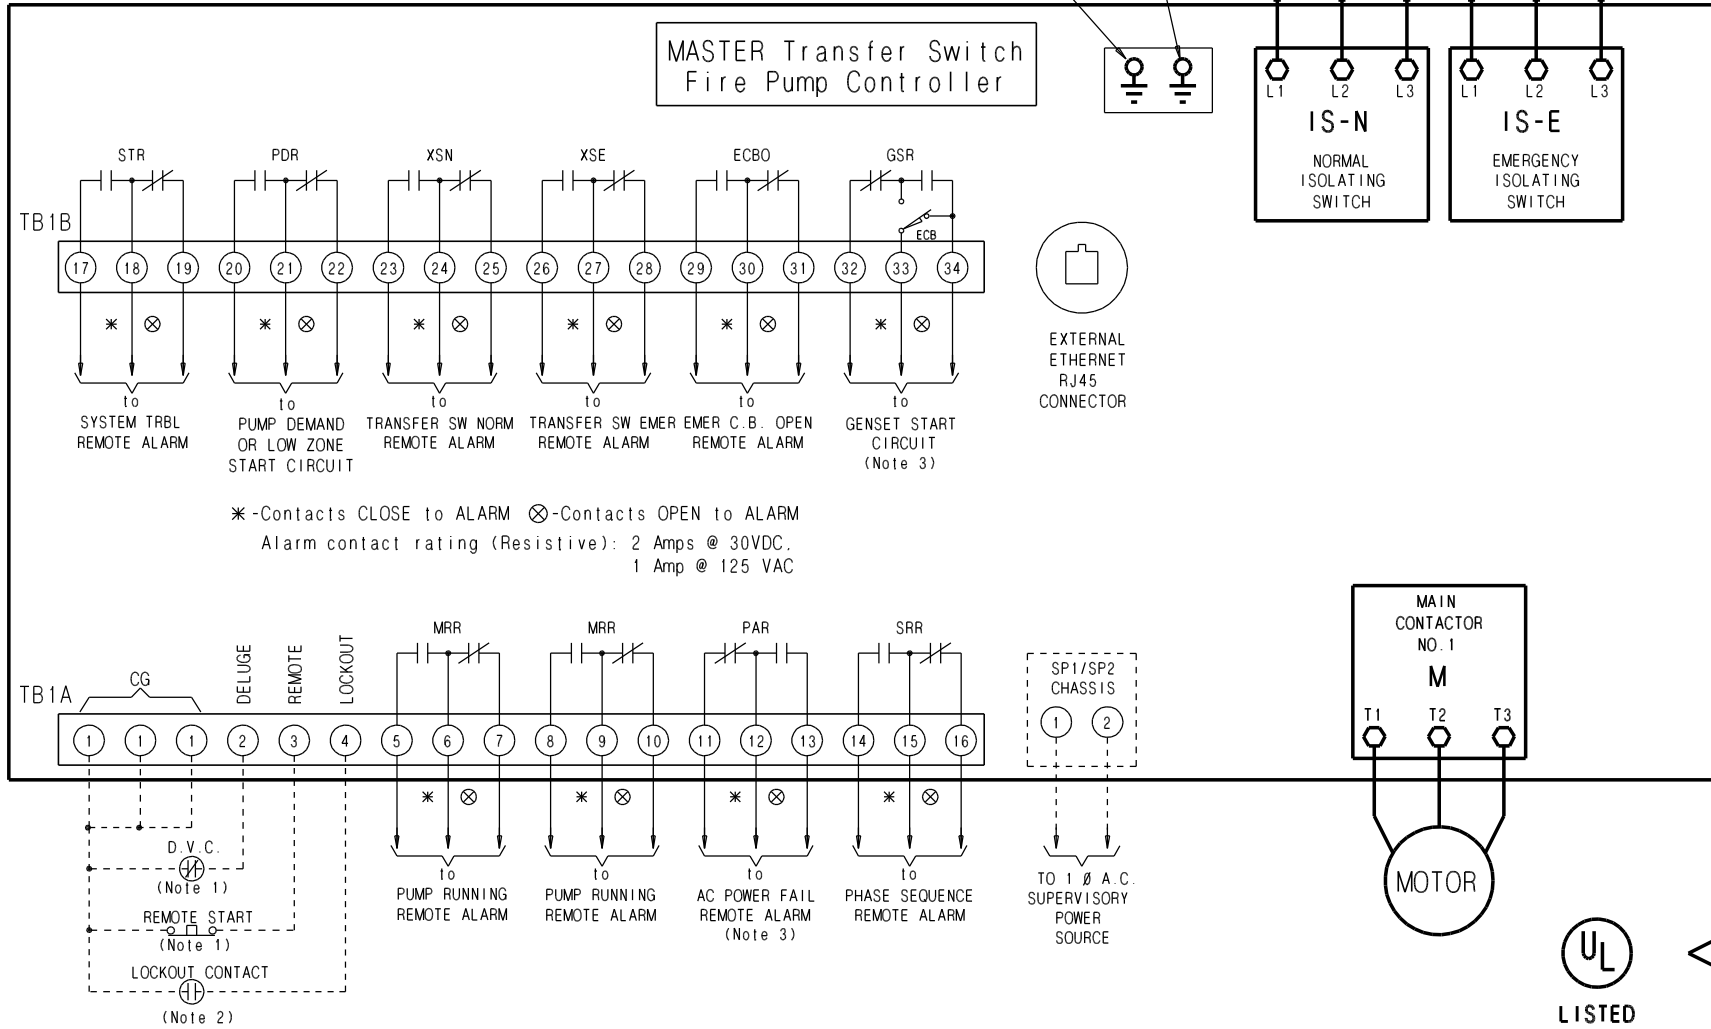 MASTER Transfer Switch
Fire Pump Controller
L1 L2 L3
IS-N
NORMAL
ISOLATING
SWITCH
L1 L2 L3
IS-E
EMERGENCY
ISOLATING
SWITCH
STR PDR XSN XSE ECBO GSR
ECB
TB1B
17 18 19 20 21 22 23 24 25 26 27 28 29 30 31 32 33 34
to
SYSTEM TRBL
REMOTE ALARM
to
PUMP DEMAND
OR LOW ZONE
START CIRCUIT
to
TRANSFER SW NORM
REMOTE ALARM
to
TRANSFER SW EMER
REMOTE ALARM
to
EMER C.B. OPEN
REMOTE ALARM
to
GENSET START
CIRCUIT
(Note 3)
EXTERNAL
ETHERNET
RJ45
CONNECTOR
* -Contacts CLOSE to ALARM ⊗-Contacts OPEN to ALARM
Alarm contact rating (Resistive): 2 Amps @ 30VDC,
1 Amp @ 125 VAC
CG
DELUGE
REMOTE
LOCKOUT
MRR MRR PAR SRR
TB1A
1 1 1 2 3 4 5 6 7 8 9 10 11 12 13 14 15 16
SP1/SP2
CHASSIS
1 2
MAIN
CONTACTOR
NO.1
M
T1 T2 T3
D.V.C.
(Note 1)
REMOTE START
(Note 1)
LOCKOUT CONTACT
(Note 2)
to
PUMP RUNNING
REMOTE ALARM
to
PUMP RUNNING
REMOTE ALARM
to
AC POWER FAIL
REMOTE ALARM
(Note 3)
to
PHASE SEQUENCE
REMOTE ALARM
TO 1 Ø A.C.
SUPERVISORY
POWER
SOURCE
MOTOR
UL
LISTED